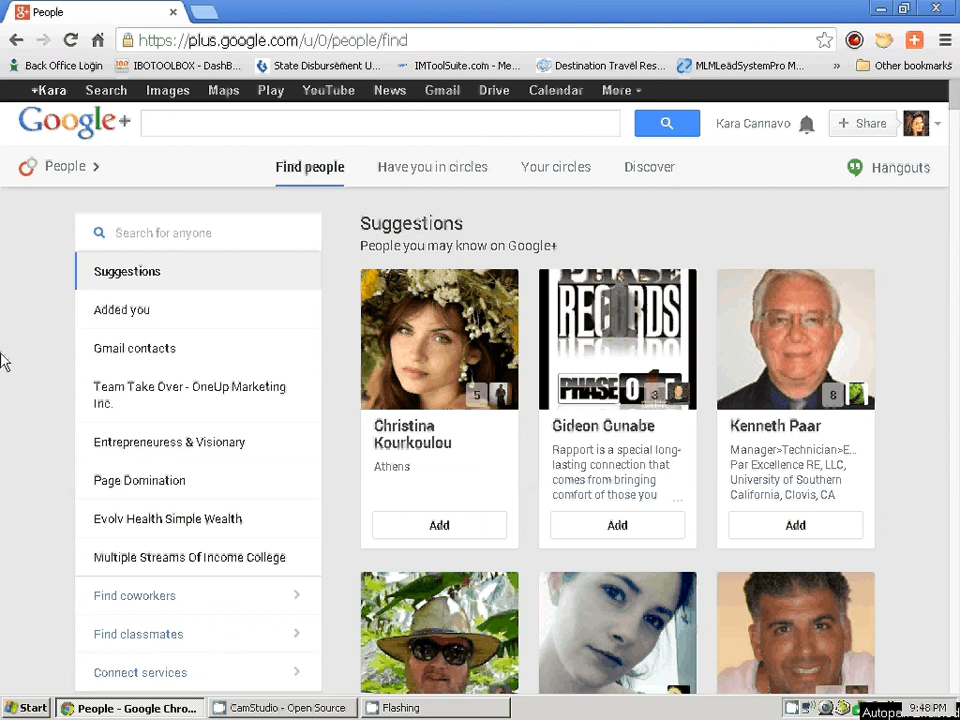 People
https://plus.google.com/u/0/people/find
Back Office Login
IBOTOOLBOX - DashB...
State Disbursement U...
IMToolSuite.com - Me...
Destination Travel Res...
MLMLeadSystemPro M...
»
Other bookmarks
+Kara Search Images Maps Play YouTube News Gmail Drive Calendar More
Google+
Kara Cannavo
+ Share
People
Find people
Have you in circles
Your circles
Discover
Hangouts
Search for anyone
Suggestions
Added you
Gmail contacts
Team Take Over - OneUp Marketing
Inc.
Entrepreneuress & Visionary
Page Domination
Evolv Health Simple Wealth
Multiple Streams Of Income College
Find coworkers
Find classmates
Connect services
Suggestions
People you may know on Google+
5
Christina
Kourkoulou
Athens
Add
PHASE
RECORDS
PHASE
3
Gideon Gunabe
Rapport is a special long-
lasting connection that
comes from bringing
comfort of those you
...
Add
8
Kenneth Paar
Manager>Technician>E...
Par Excellence RE, LLC,
University of Southern
California, Clovis, CA
Add
Start
People - Google Chro...
CamStudio - Open Source
Flashing
9:48 PM